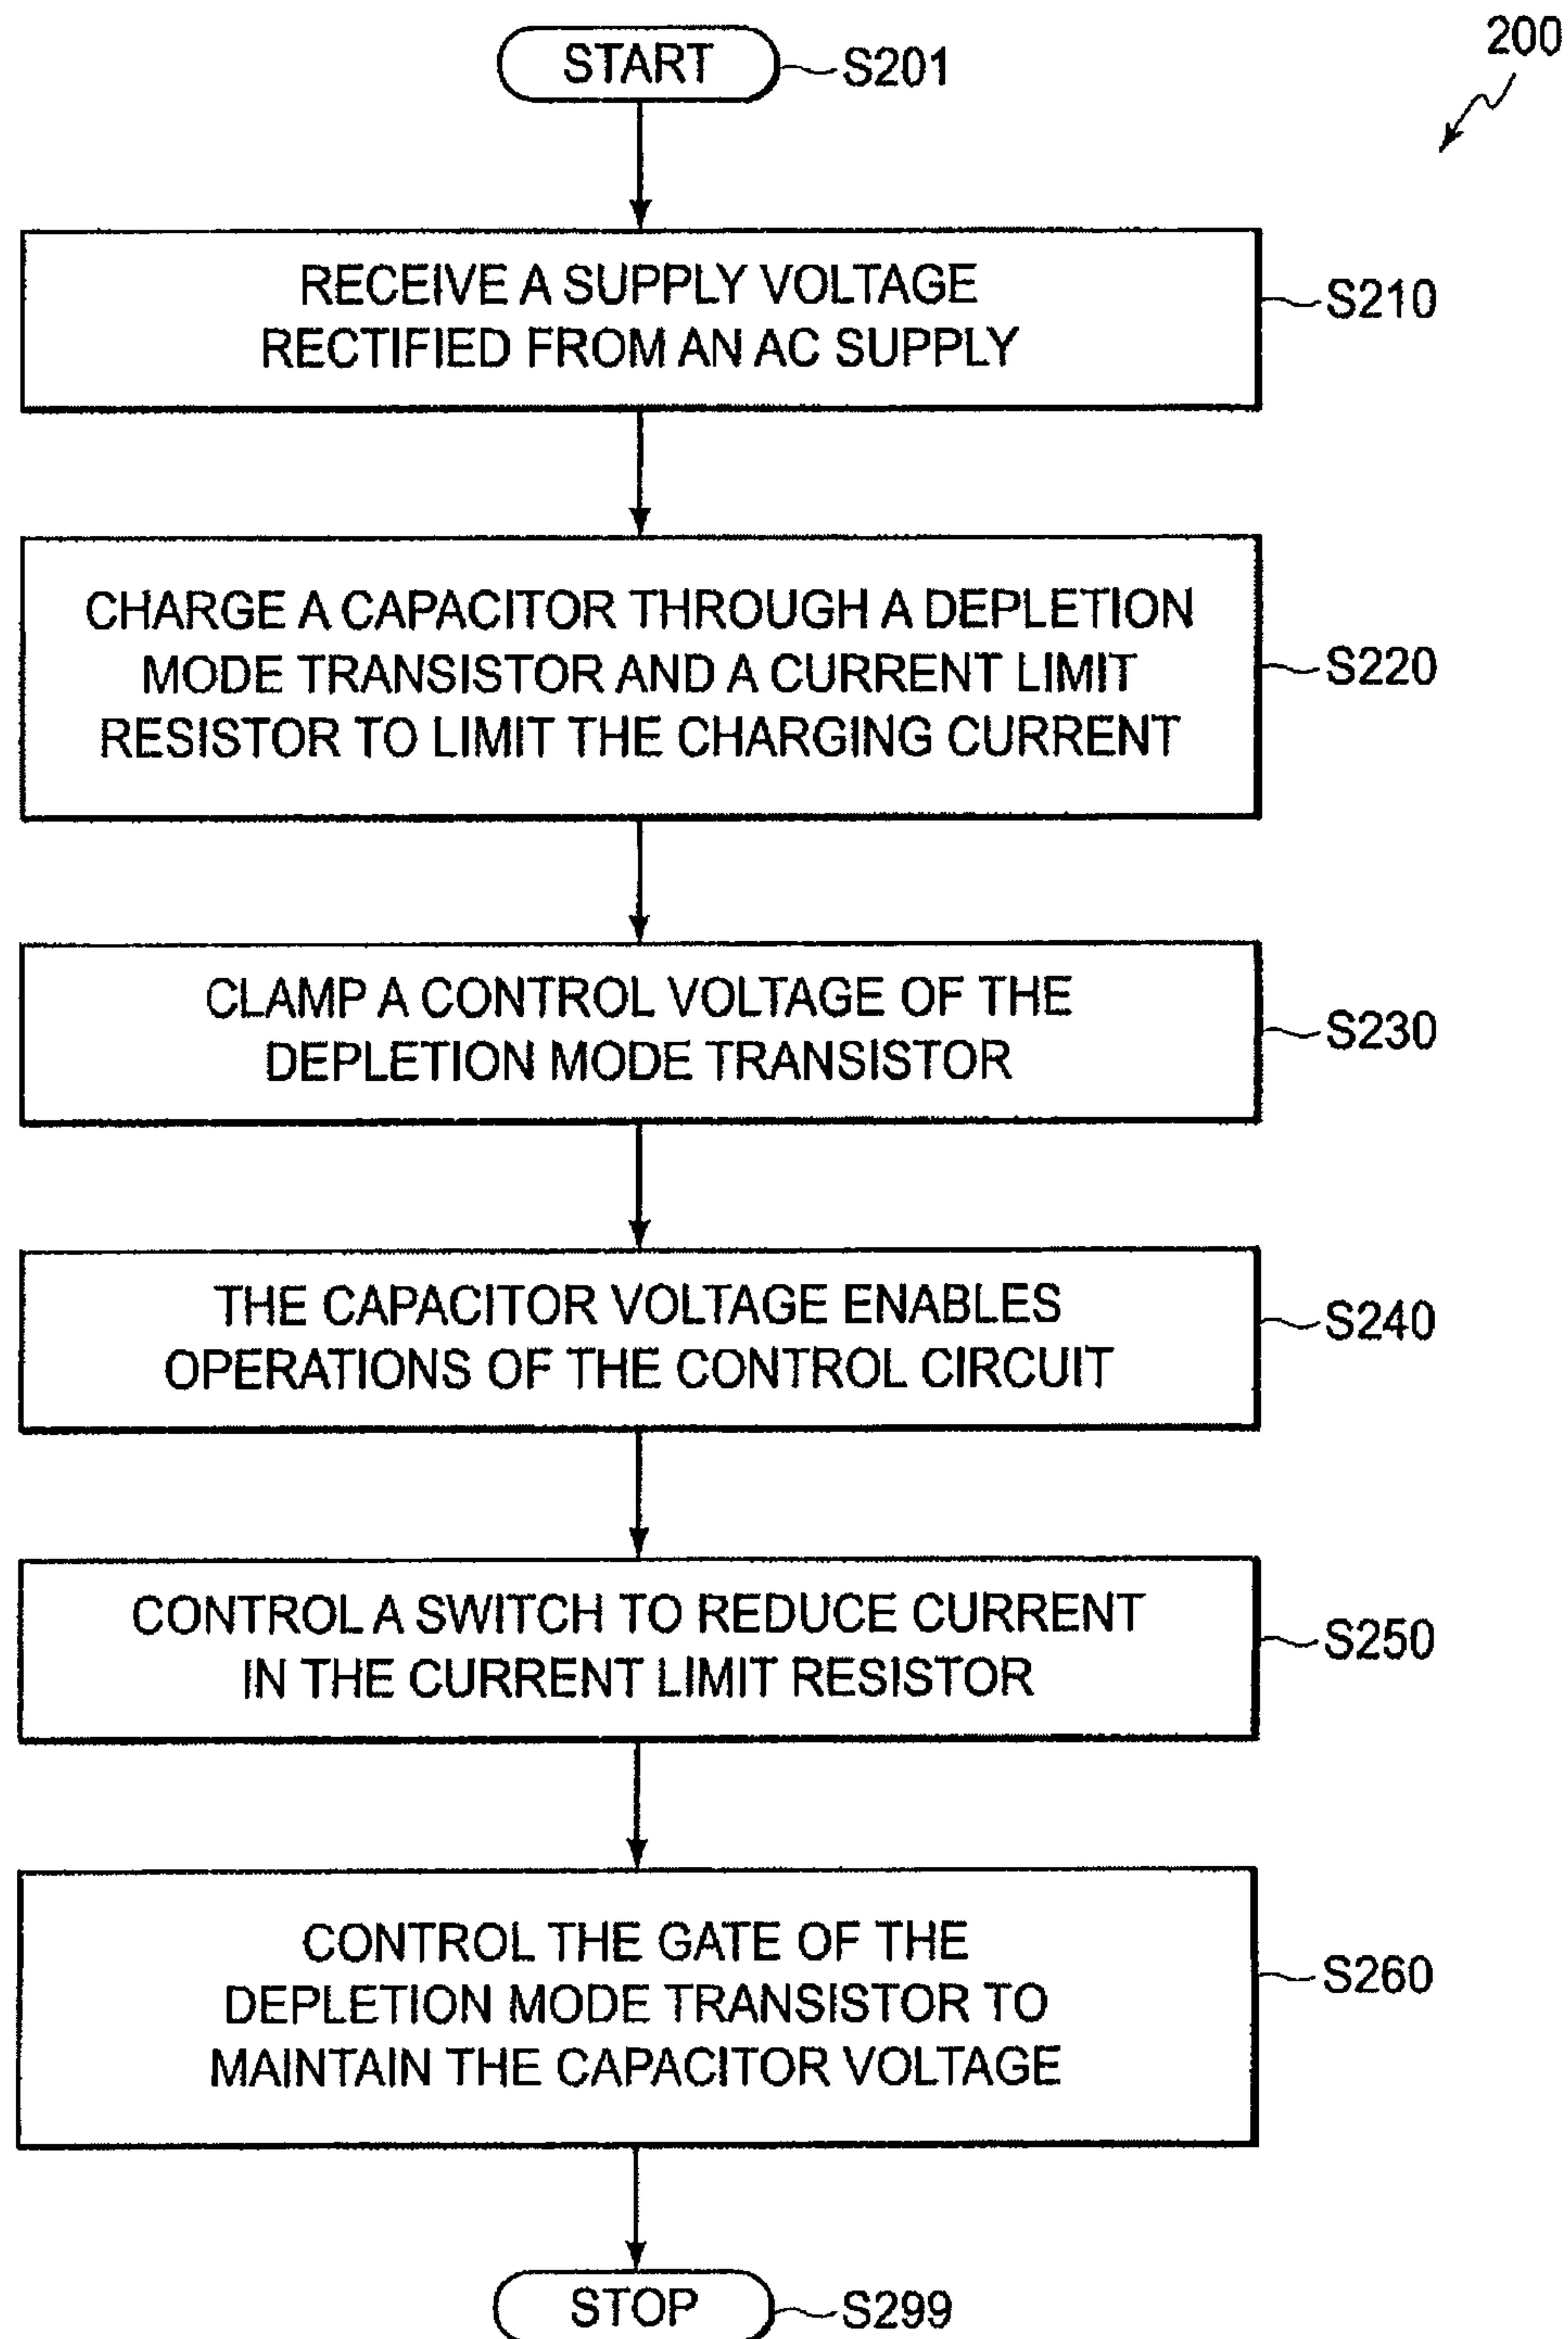 200
START
S201
RECEIVE A SUPPLY VOLTAGE
RECTIFIED FROM AN AC SUPPLY
S210
CHARGE A CAPACITOR THROUGH A DEPLETION
MODE TRANSISTOR AND A CURRENT LIMIT
RESISTOR TO LIMIT THE CHARGING CURRENT
S220
CLAMP A CONTROL VOLTAGE OF THE
DEPLETION MODE TRANSISTOR
S230
THE CAPACITOR VOLTAGE ENABLES
OPERATIONS OF THE CONTROL CIRCUIT
S240
CONTROL A SWITCH TO REDUCE CURRENT
IN THE CURRENT LIMIT RESISTOR
S250
CONTROL THE GATE OF THE
DEPLETION MODE TRANSISTOR TO
MAINTAIN THE CAPACITOR VOLTAGE
S260
STOP
S299